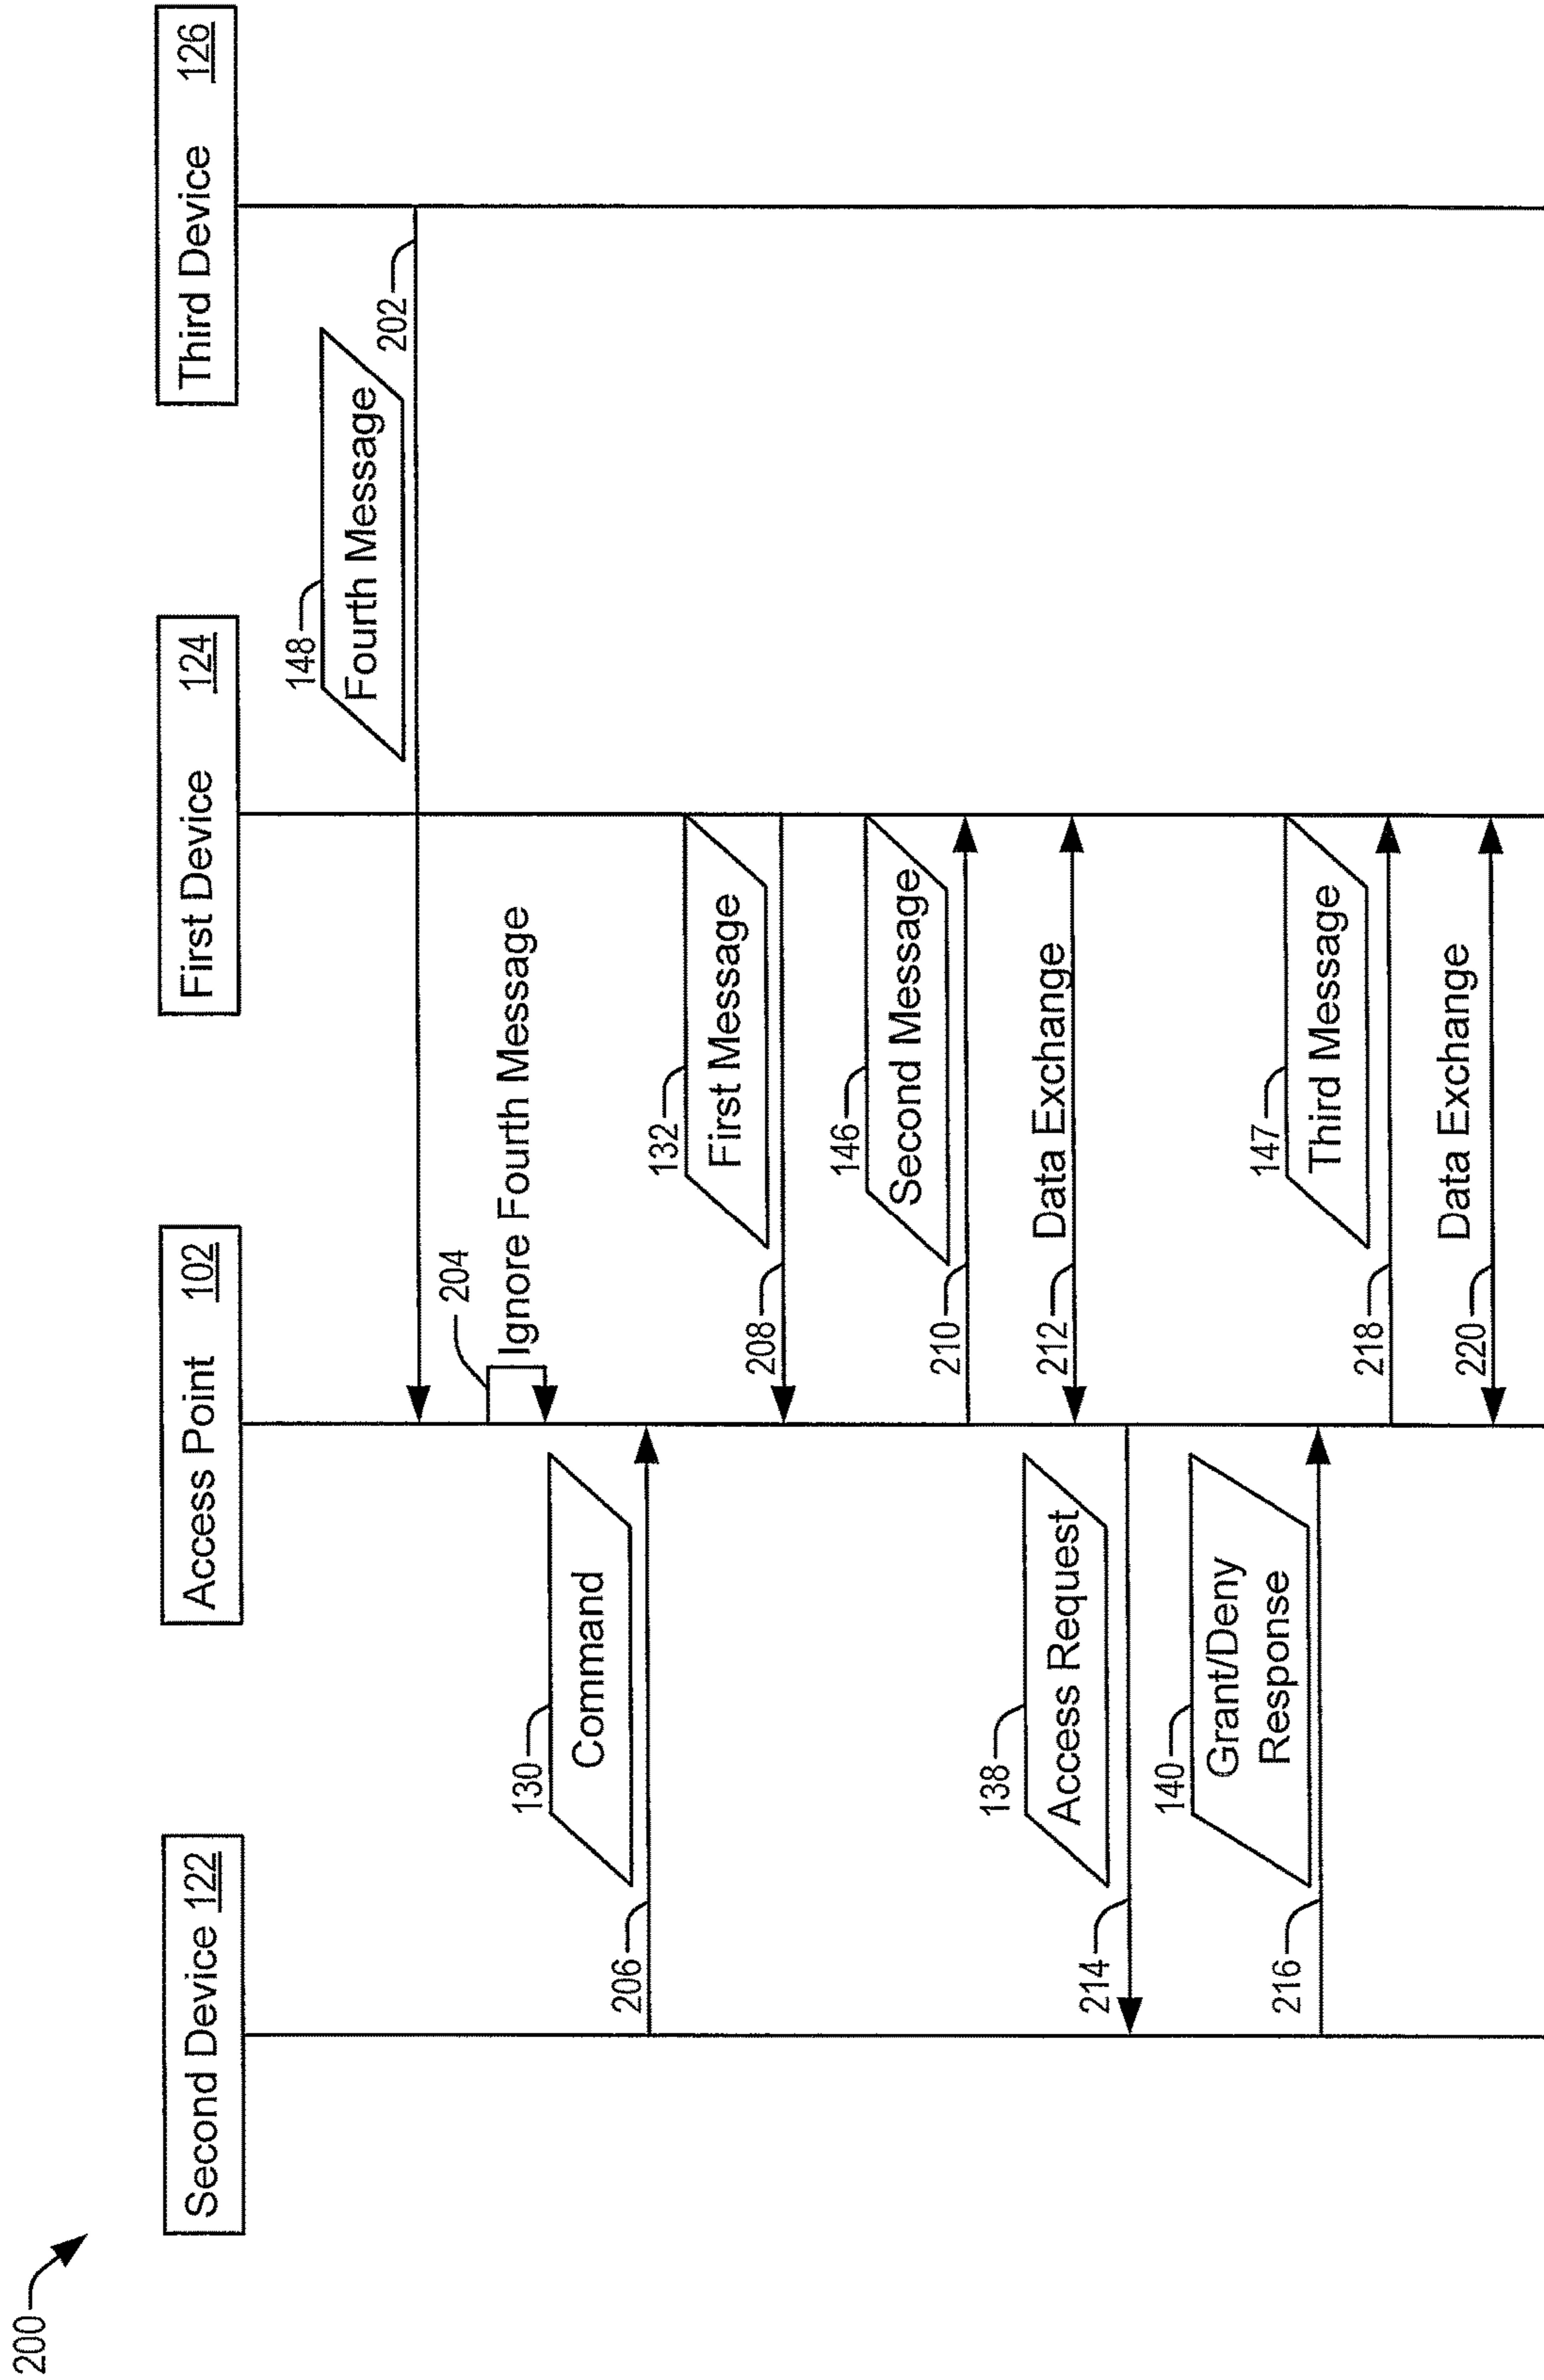 200
Second Device 122
Access Point 102
First Device 124
Third Device 126
148
Fourth Message
202
204
Ignore Fourth Message
130
Command
206
132
First Message
208
146
Second Message
210
Data Exchange
212
138
Access Request
214
140
Grant/Deny
Response
216
147
Third Message
218
Data Exchange
220